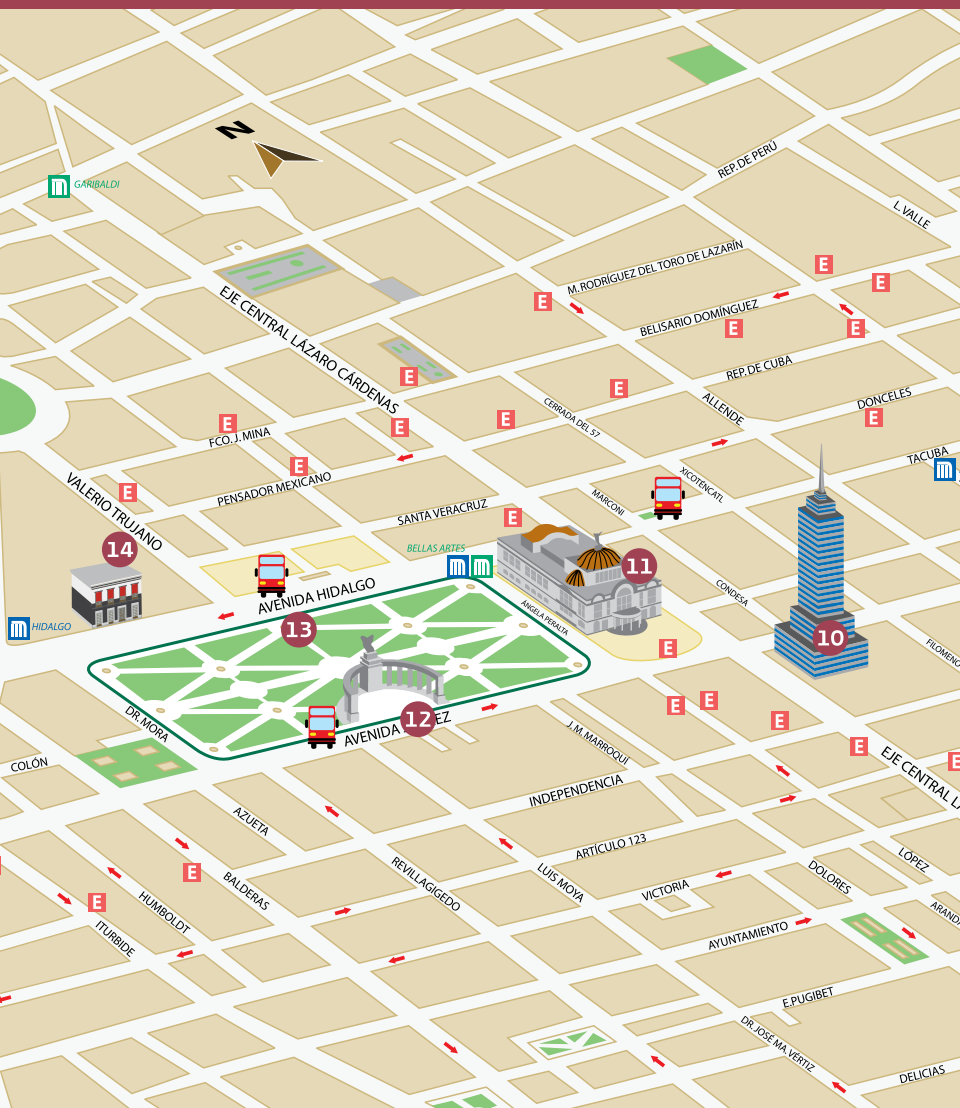 N
REP. DE PERÚ
GARIBALDI
L. VALLE
M. RODRÍGUEZ DEL TORO DE LAZARÍN
E
E
E
EJE CENTRAL LÁZARO CÁRDENAS
BELISARIO DOMÍNGUEZ
E
E
REP. DE CUBA
E
E
CERRADA DEL 57
ALLENDE
DONCELES
E
E
FCO. J. MINA
E
E
TACUBA
E
PENSADOR MEXICANO
XICOTÉNCATL
VALERIO TRUJANO
E
MARCONI
SANTA VERACRUZ
E
14
BELLAS ARTES
11
AVENIDA HIDALGO
CONDESA
ÁNGELA PERALTA
HIDALGO
13
10
E
FILOMENO
DR. MORA
12
AVENIDA
EZ
E
E
E
J. M. MARROQUI
E
EJE CENTRAL LÁ
E
COLÓN
INDEPENDENCIA
AZUETA
ARTÍCULO 123
LÓPEZ
E
BALDERAS
REVILLAGIGEDO
LUIS MOYA
VICTORIA
DOLORES
E
HUMBOLDT
ARANDA
ITURBIDE
AYUNTAMIENTO
E. PUGIBET
DR. JOSÉ MA. VÉRTIZ
DELICIAS